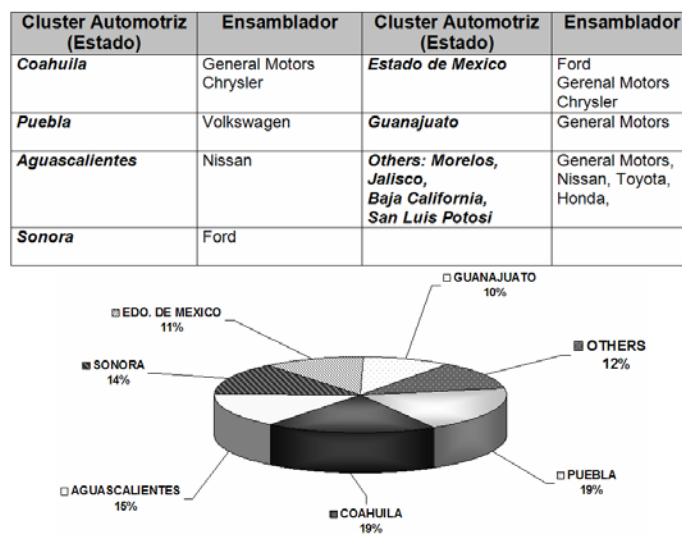 Cluster Automotriz (Estado) Ensamblador Cluster Automotriz (Estado) Ensamblador
Coahuila General Motors Chrysler Estado de Mexico Ford Gerenal Motors Chrysler
Puebla Volkswagen Guanajuato General Motors
Aguascalientes Nissan Others: Morelos, Jalisco, Baja California, San Luis Potosi General Motors, Nissan, Toyota, Honda,
Sonora Ford
GUANAJUATO
10%
EDO. DE MEXICO
11%
OTHERS
12%
SONORA
14%
PUEBLA
19%
AGUASCALIENTES
15%
COAHUILA
19%